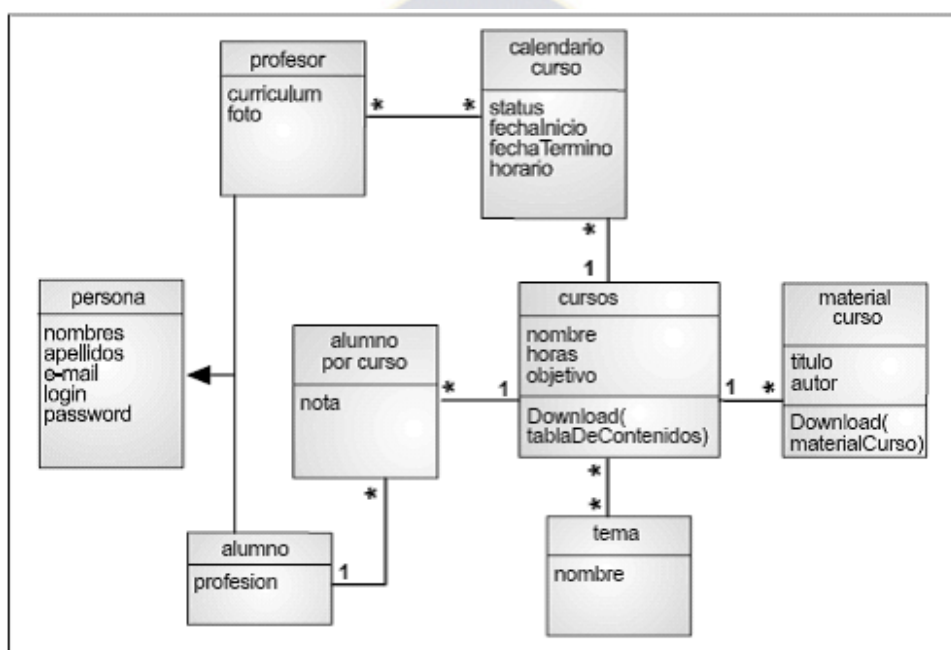 profesor
curriculum
foto
*
*
calendario
curso
status
fechaInicio
fechaTermino
horario
*
1
persona
nombres
apellidos
e-mail
login
password
alumno
por curso
nota
*
1
cursos
nombre
horas
objetivo
Download(
tablaDeContenidos)
1
*
material
curso
titulo
autor
Download(
materialCurso)
*
*
*
alumno
profesion
1
tema
nombre